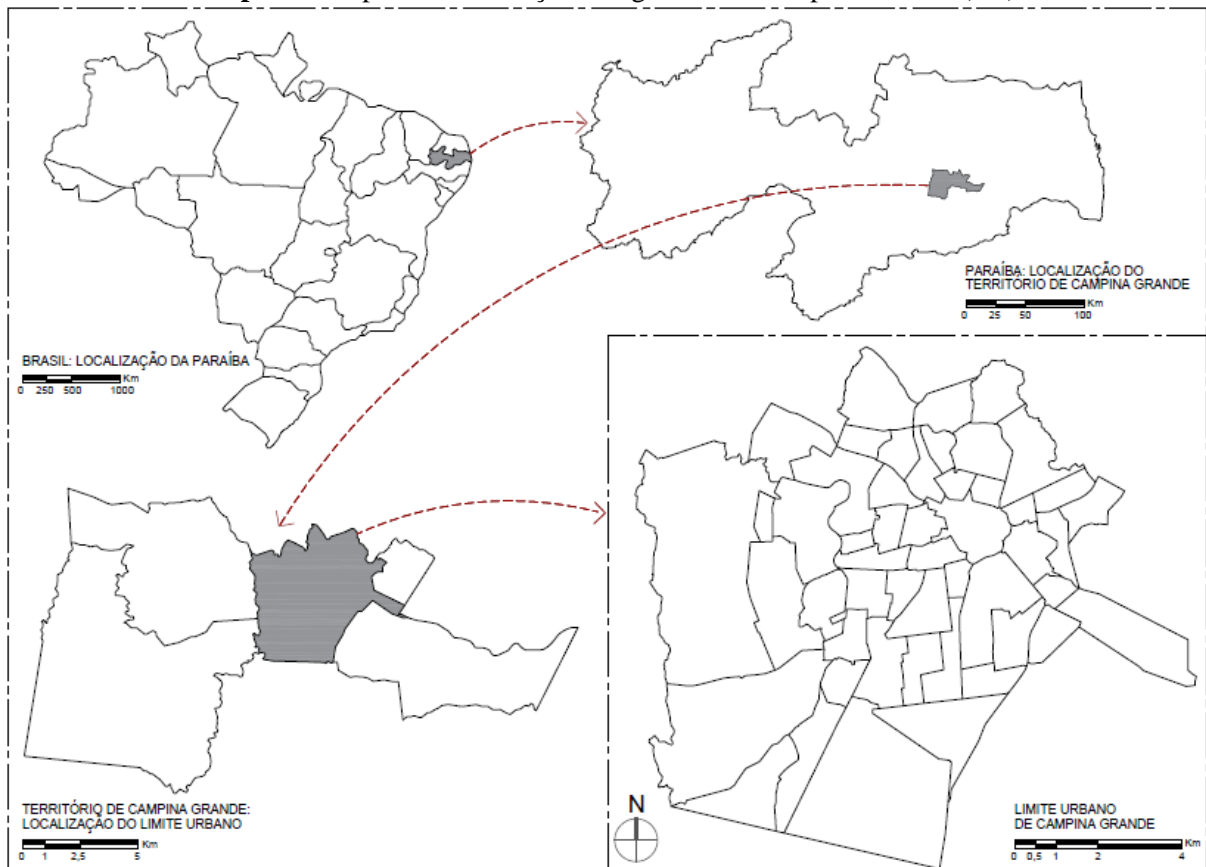 BRASIL: LOCALIZAÇÃO DA PARAÍBA
Km
0 250 500 1000
PARAÍBA: LOCALIZAÇÃO DO
TERRITÓRIO DE CAMPINA GRANDE
Km
0 25 50 100
TERRITÓRIO DE CAMPINA GRANDE:
LOCALIZAÇÃO DO LIMITE URBANO
Km
0 1 2,5 5
N
LIMITE URBANO
DE CAMPINA GRANDE
Km
0 0,5 1 2 4